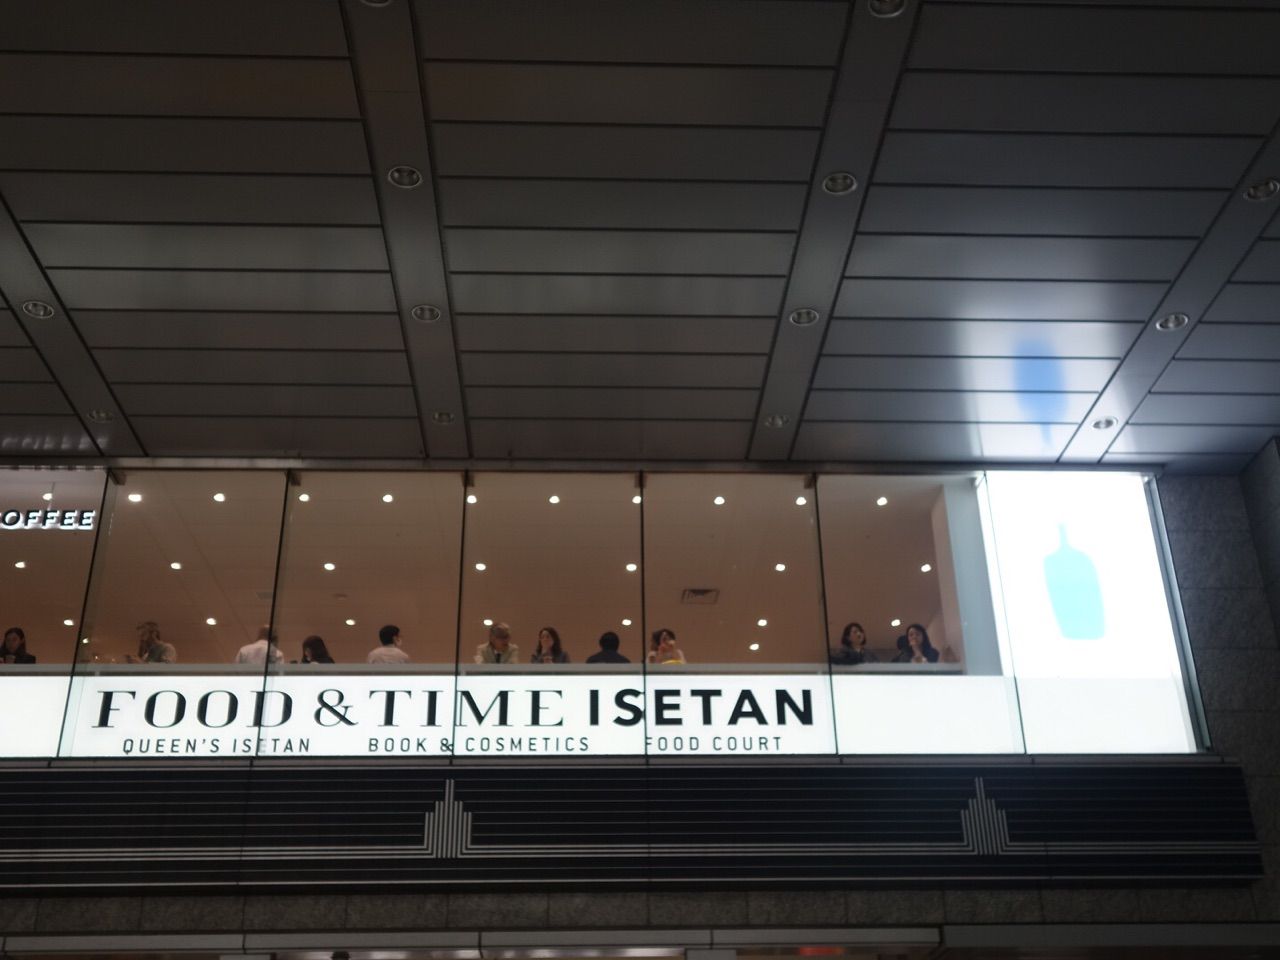 OFFEE
FOOD & TIME ISETAN
QUEEN'S ISETAN BOOK & COSMETICS FOOD COURT